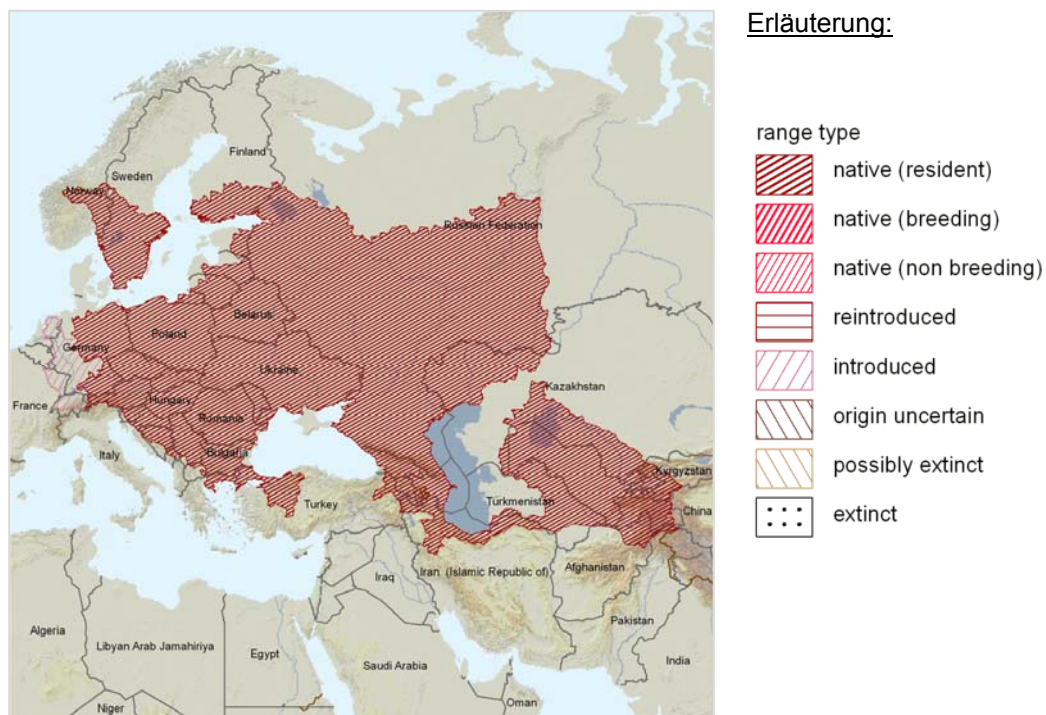 Erläuterung:
range type
native (resident)
native (breeding)
native (non breeding)
reintroduced
introduced
origin uncertain
possibly extinct
extinct
Finland
Sweden
Norway
Russian Federation
Belarus
Poland
Germany
Ukraine
Kazakhstan
Hungary
France
Romania
Italy
Bulgaria
Kyrgyzstan
Turkey
Turkmenistan
China
Iraq
Iran (Islamic Republic of)
Afghanistan
Pakistan
Algeria
Libyan Arab Jamahiriya
Egypt
Saudi Arabia
India
Oman
Niger